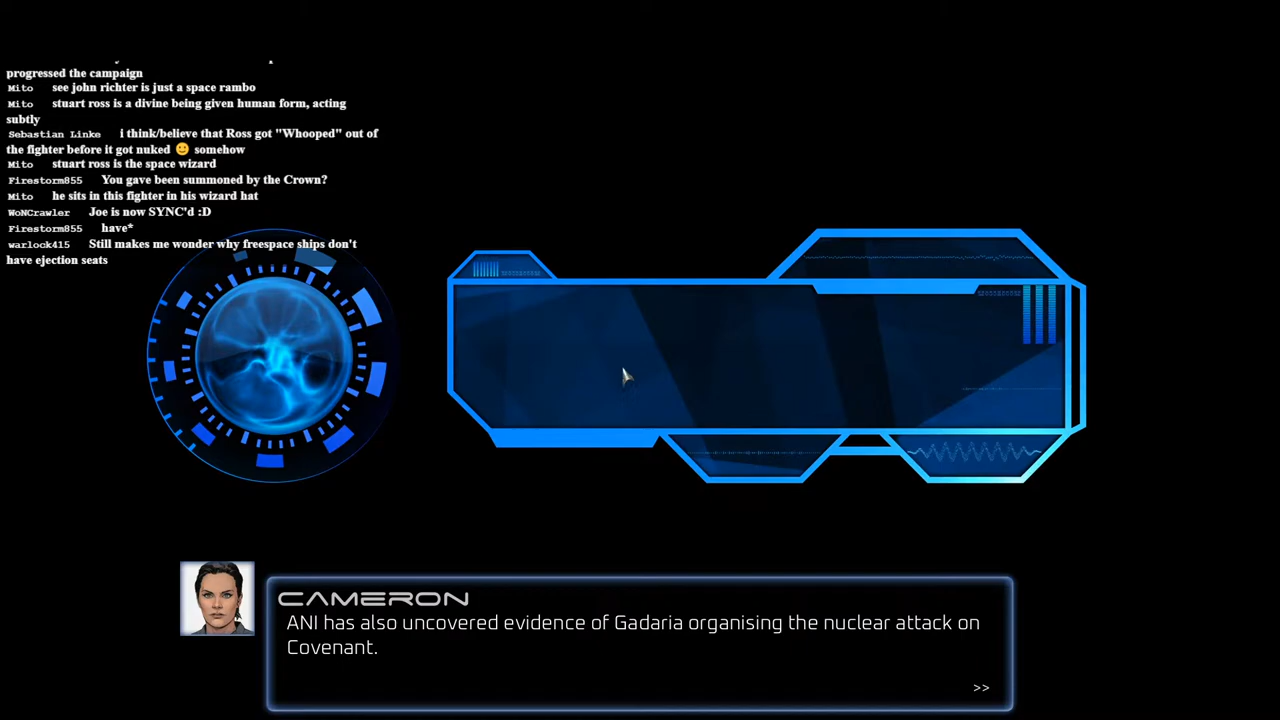 progressed the campaign
Mito see john richter is just a space rambo
Mito stuart ross is a divine being given human form, acting
subtly
Sebastian Linke i think/believe that Ross got "Whooped" out of
the fighter before it got nuked 🙂 somehow
Mito stuart ross is the space wizard
Firestorm855 You gave been summoned by the Crown?
Mito he sits in this fighter in his wizard hat
WoNCrawler Joe is now SYNC'd :D
Firestorm855 have*
warlock415 Still makes me wonder why freespace ships don't
have ejection seats
CAMERON
ANI has also uncovered evidence of Gadaria organising the nuclear attack on
Covenant.
>>